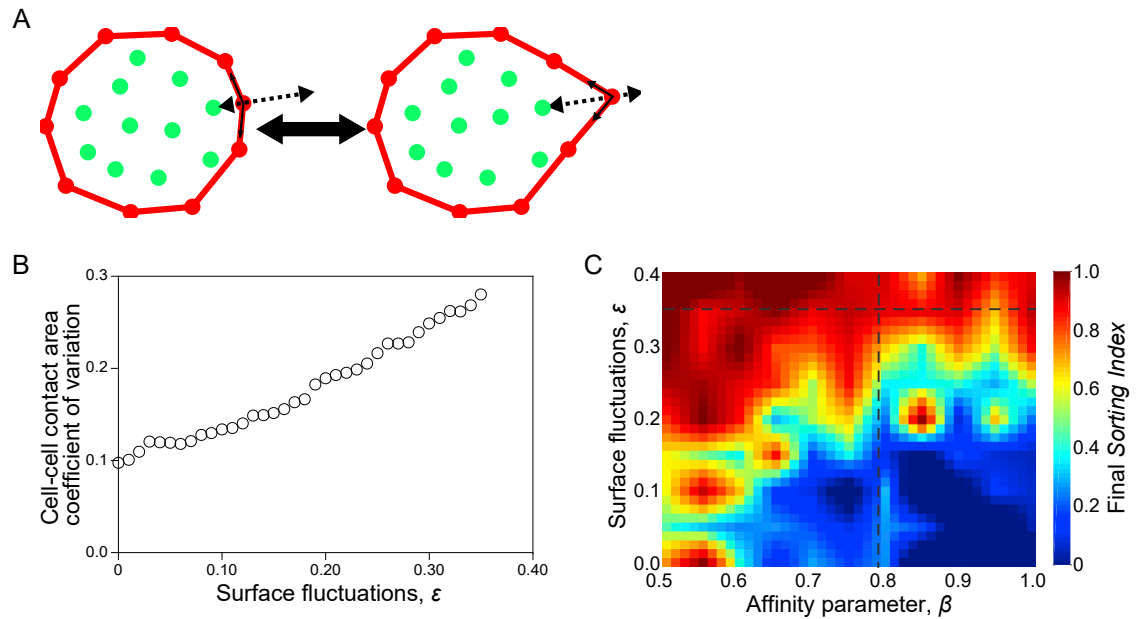 A
B
Cell-cell contact area
coefficient of variation
0.3
0.2
0.1
0.0
0
0.10
0.20
0.30
0.40
Surface fluctuations, ε
C
Surface fluctuations, ε
0.4
0.3
0.2
0.1
0.0
0.5
0.6
0.7
0.8
0.9
1.0
Affinity parameter, β
1.0
0.8
0.6
0.4
0.2
0
Final Sorting Index